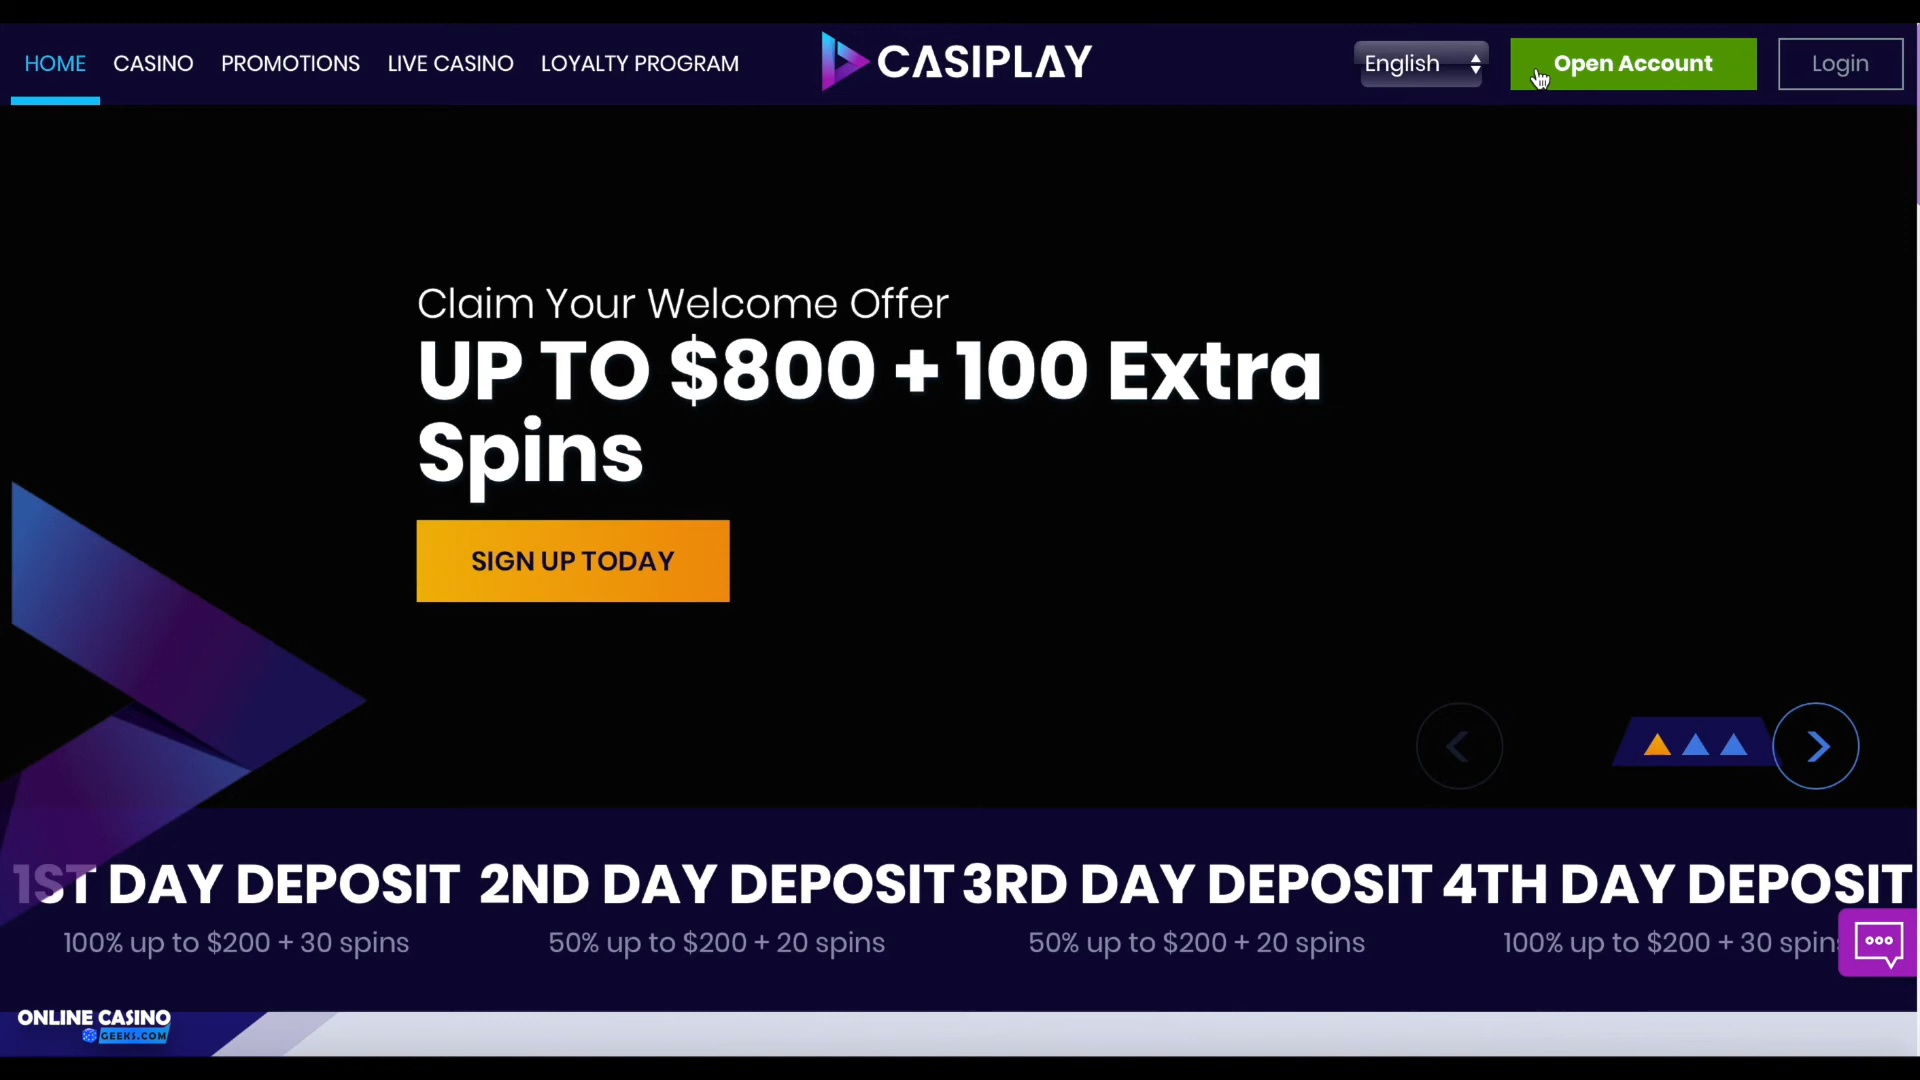 HOME CASINO PROMOTIONS LIVE CASINO LOYALTY PROGRAM CASIPLAY English Open Account Login
Claim Your Welcome Offer
UP TO $800 + 100 Extra
Spins
SIGN UP TODAY
1ST DAY DEPOSIT 2ND DAY DEPOSIT 3RD DAY DEPOSIT 4TH DAY DEPOSIT
100% up to $200 + 30 spins 50% up to $200 + 20 spins 50% up to $200 + 20 spins 100% up to $200 + 30 spins
ONLINE CASINO
GEEKS.COM